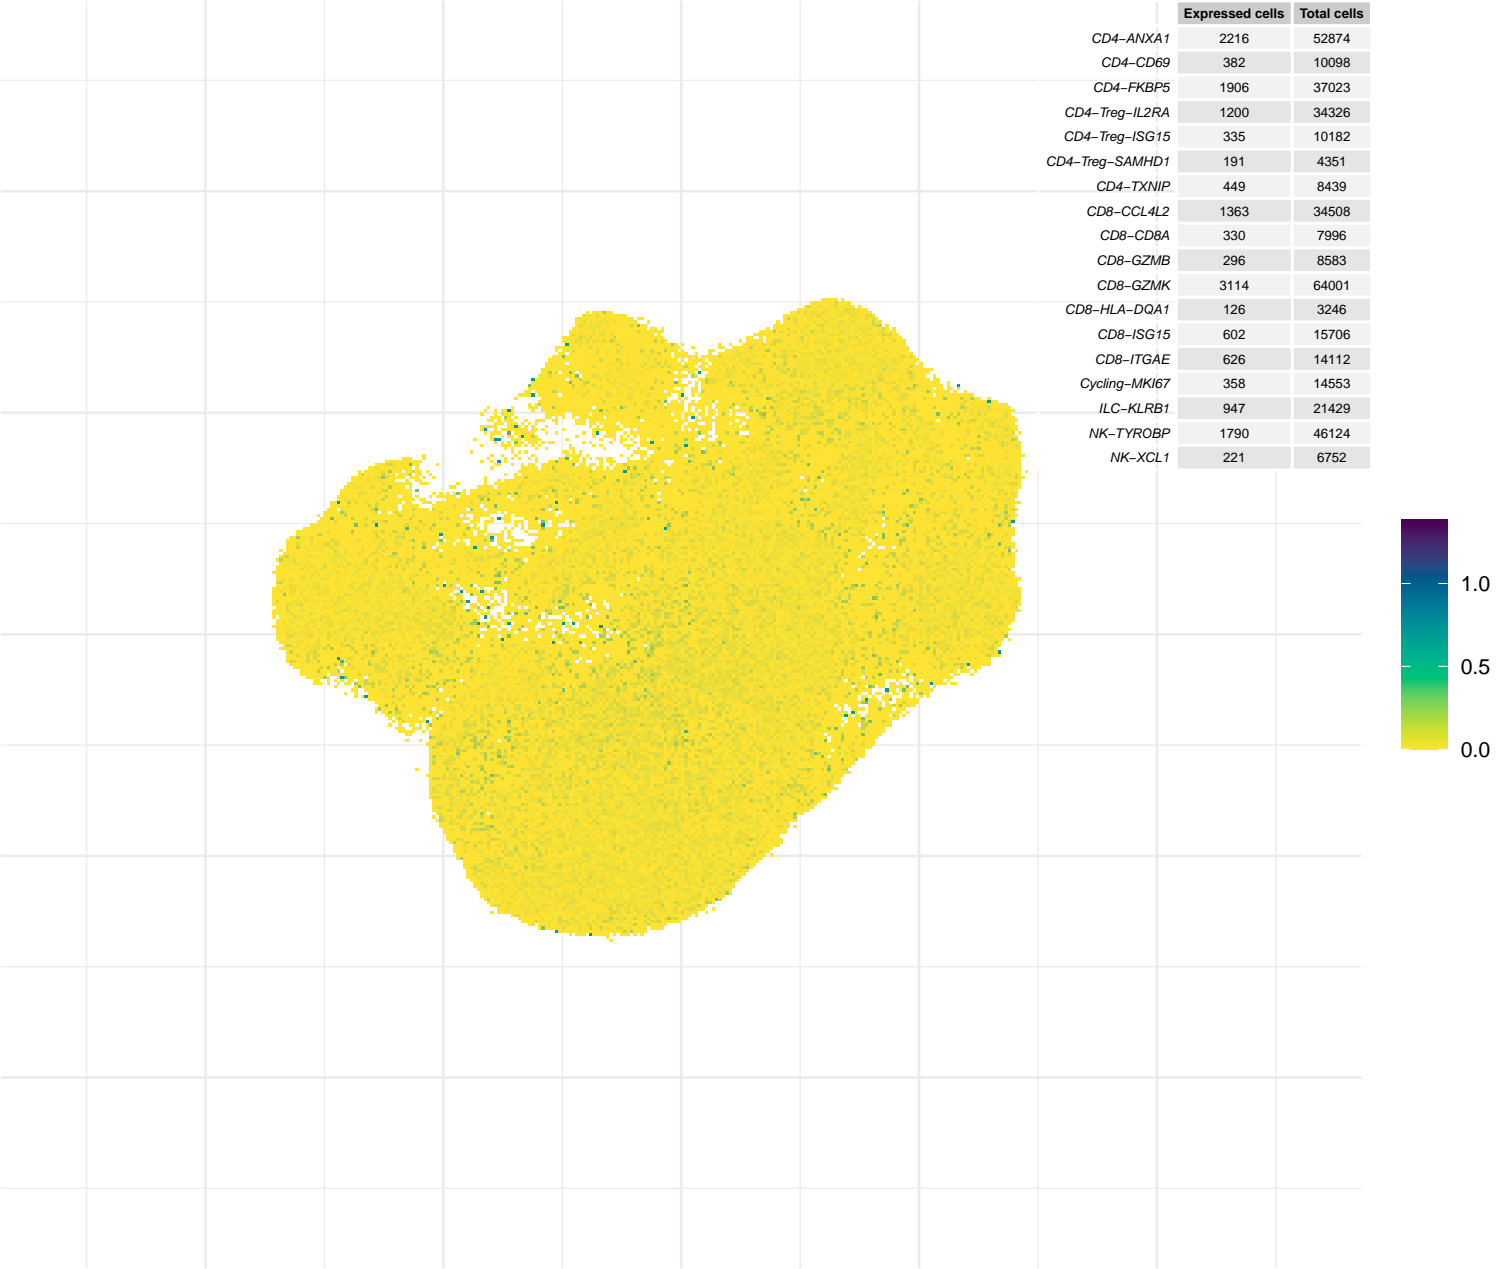 Expressed cells Total cells
CD4−ANXA1 2216 52874
CD4−CD69 382 10098
CD4−FKBP5 1906 37023
CD4−Treg−IL2RA 1200 34326
CD4−Treg−ISG15 335 10182
CD4−Treg−SAMHD1 191 4351
CD4−TXNIP 449 8439
CD8−CCL4L2 1363 34508
CD8−CD8A 330 7996
CD8−GZMB 296 8583
CD8−GZMK 3114 64001
CD8−HLA−DQA1 126 3246
CD8−ISG15 602 15706
CD8−ITGAE 626 14112
Cycling−MKI67 358 14553
ILC−KLRB1 947 21429
NK−TYROBP 1790 46124
NK−XCL1 221 6752
1.0
0.5
0.0